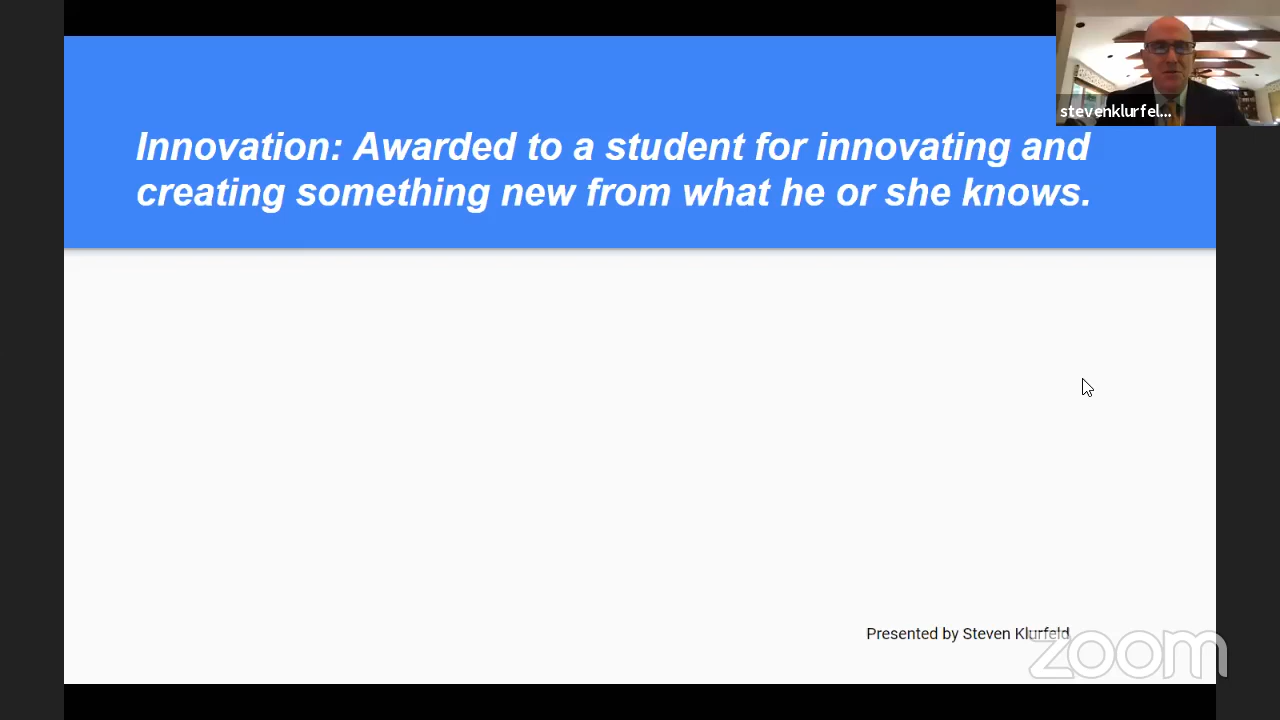 stevenklurfel...
Innovation: Awarded to a student for innovating and
creating something new from what he or she knows.
Presented by Steven Klurfeld
zoom